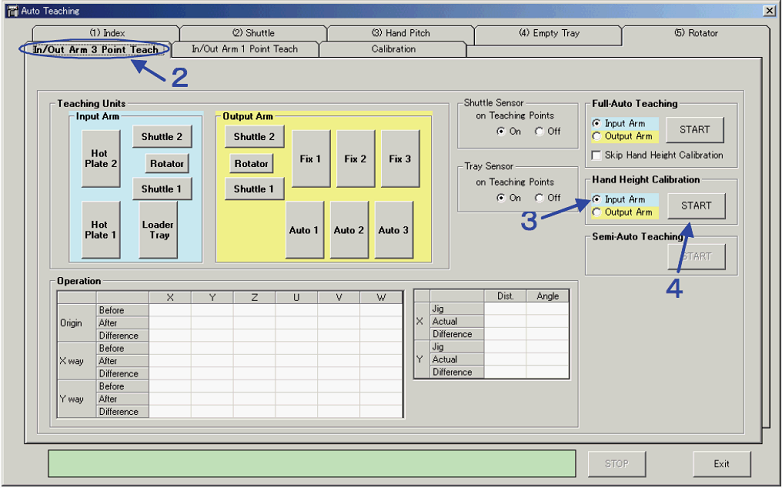 Auto Teaching
(1) Index
(2) Shuttle
(3) Hand Pitch
(4) Empty Tray
(5) Rotator
In/Out Arm 3 Point Teach
In/Out Arm 1 Point Teach
Calibration
2
Teaching Units
Input Arm
Hot
Plate 2
Shuttle 2
Rotator
Shuttle 1
Hot
Plate 1
Loader
Tray
Output Arm
Shuttle 2
Rotator
Shuttle 1
Fix 1
Fix 2
Fix 3
Auto 1
Auto 2
Auto 3
Shuttle Sensor
on Teaching Points
On
Off
Tray Sensor
on Teaching Points
On
Off
Full-Auto Teaching
Input Arm
Output Arm
START
Skip Hand Height Calibration
Hand Height Calibration
Input Arm
Output Arm
START
3
4
Semi-Auto Teaching
START
Operation
X Y Z U V W
Origin
Before
After
Difference
X way
Before
After
Difference
Y way
Before
After
Difference
Dist. Angle
X
Jig
Actual
Difference
Y
Jig
Actual
Difference
STOP
Exit